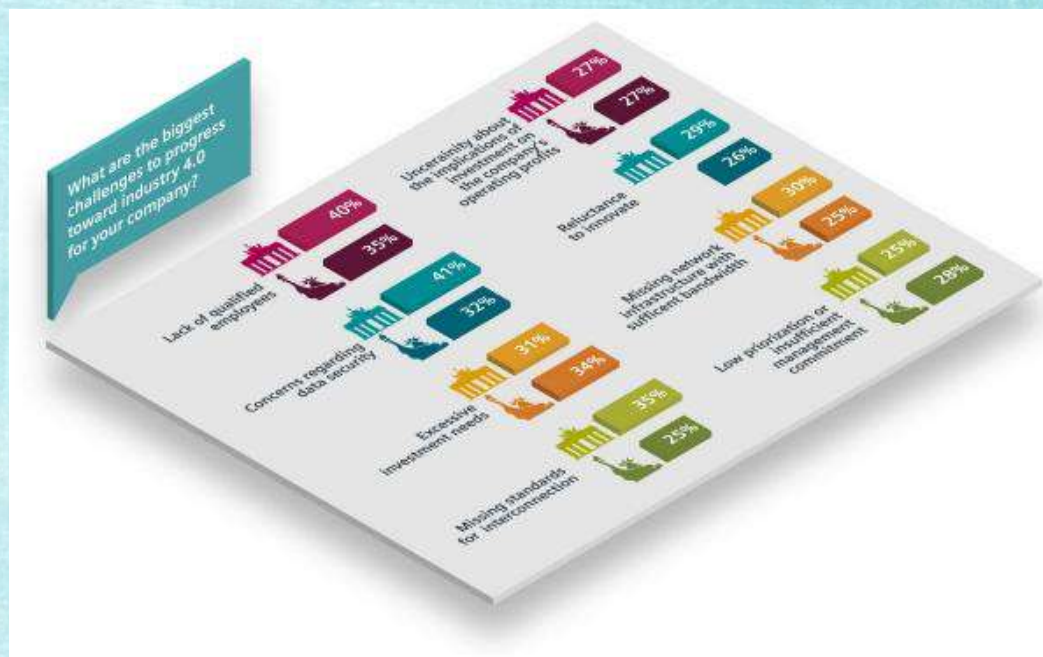 What are the biggest
challenges to progress
toward industry 4.0
for your company?
40%
35%
Lack of qualified
employees
41%
32%
Concerns regarding
data security
31%
34%
Excessive
investment needs
35%
25%
Missing standards
for interconnection
27%
27%
Uncerainity about
the implications of
investment on
the company's
operating profits
29%
26%
Reluctance
to innovate
30%
25%
Missing network
infrastructure with
sufficent bandwidth
25%
28%
Low priorization or
insufficient
management
commitment